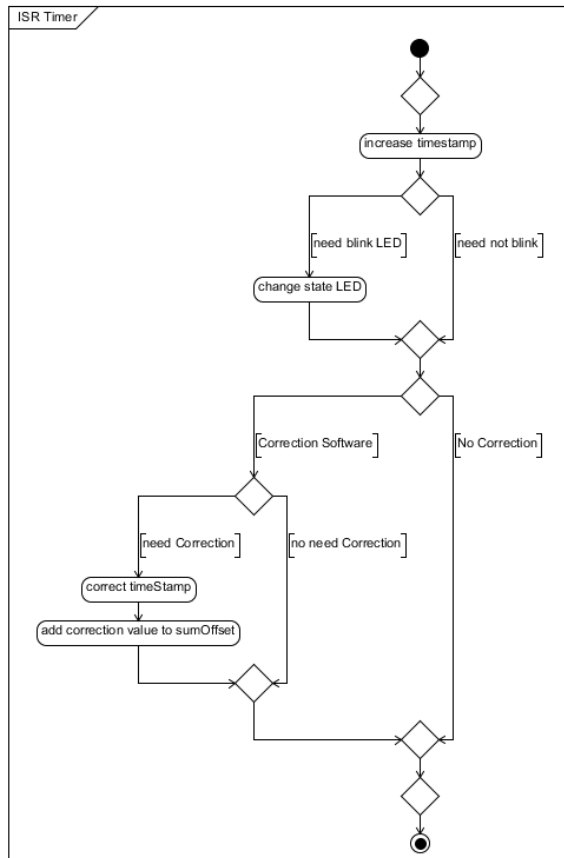 ISR Timer
increase timestamp
[need blink LED]
[need not blink]
change state LED
[Correction Software]
[No Correction]
[need Correction]
[no need Correction]
correct timeStamp
add correction value to sumOffset